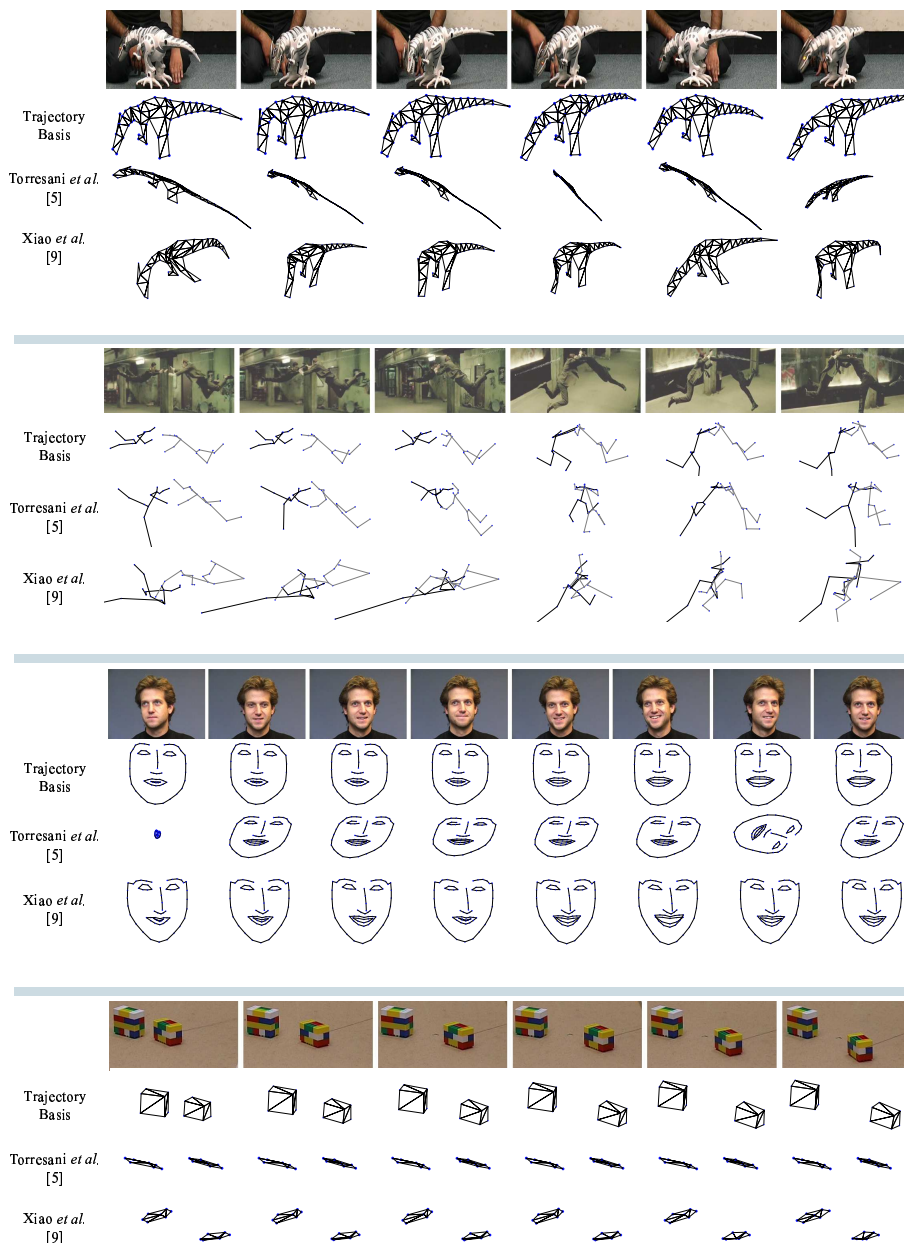 Trajectory
Basis
Torresani et al.
[5]
Xiao et al.
[9]
Trajectory
Basis
Torresani et al.
[5]
Xiao et al.
[9]
Trajectory
Basis
Torresani et al.
[5]
Xiao et al.
[9]
Trajectory
Basis
Torresani et al.
[5]
Xiao et al.
[9]